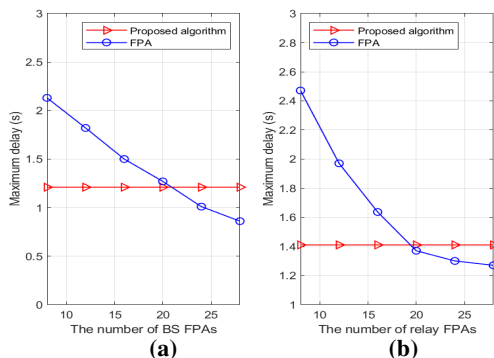 Proposed algorithm
FPA
Maximum delay (s)
3
2.5
2
1.5
1
0.5
0
10
15
20
25
The number of BS FPAs
(a)
Proposed algorithm
FPA
Maximum delay (s)
3
2.8
2.6
2.4
2.2
2
1.8
1.6
1.4
1.2
1
10
15
20
25
The number of relay FPAs
(b)